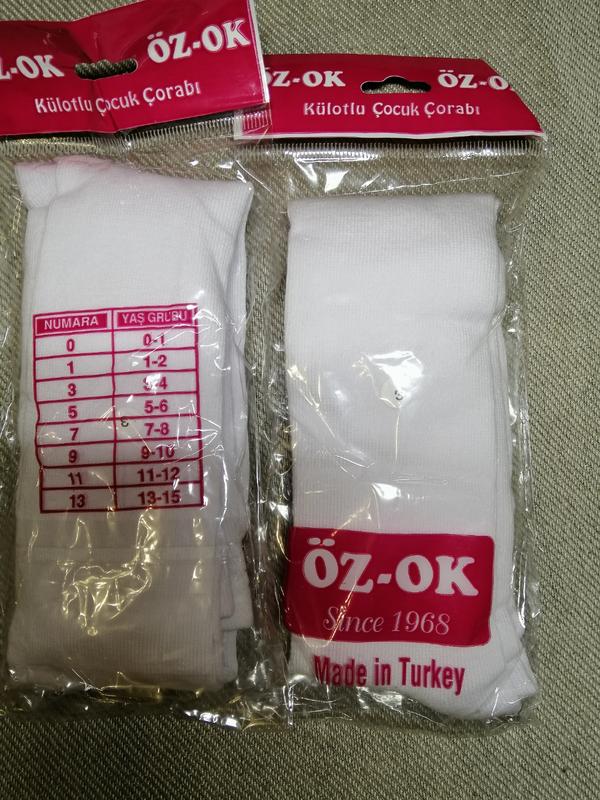 Z-OK ÖZ-OK
Külotlu Çocuk Çorabı
NUMARA YAŞ GRUBU
0 0-1
1 1-2
3 3-4
5 5-6
7 7-8
9 9-10
11 11-12
13 13-15
ÖZ-OK ÖZ-O
Külotlu Çocuk Çorabı
ÖZ-OK
Since 1968
Made in Turkey